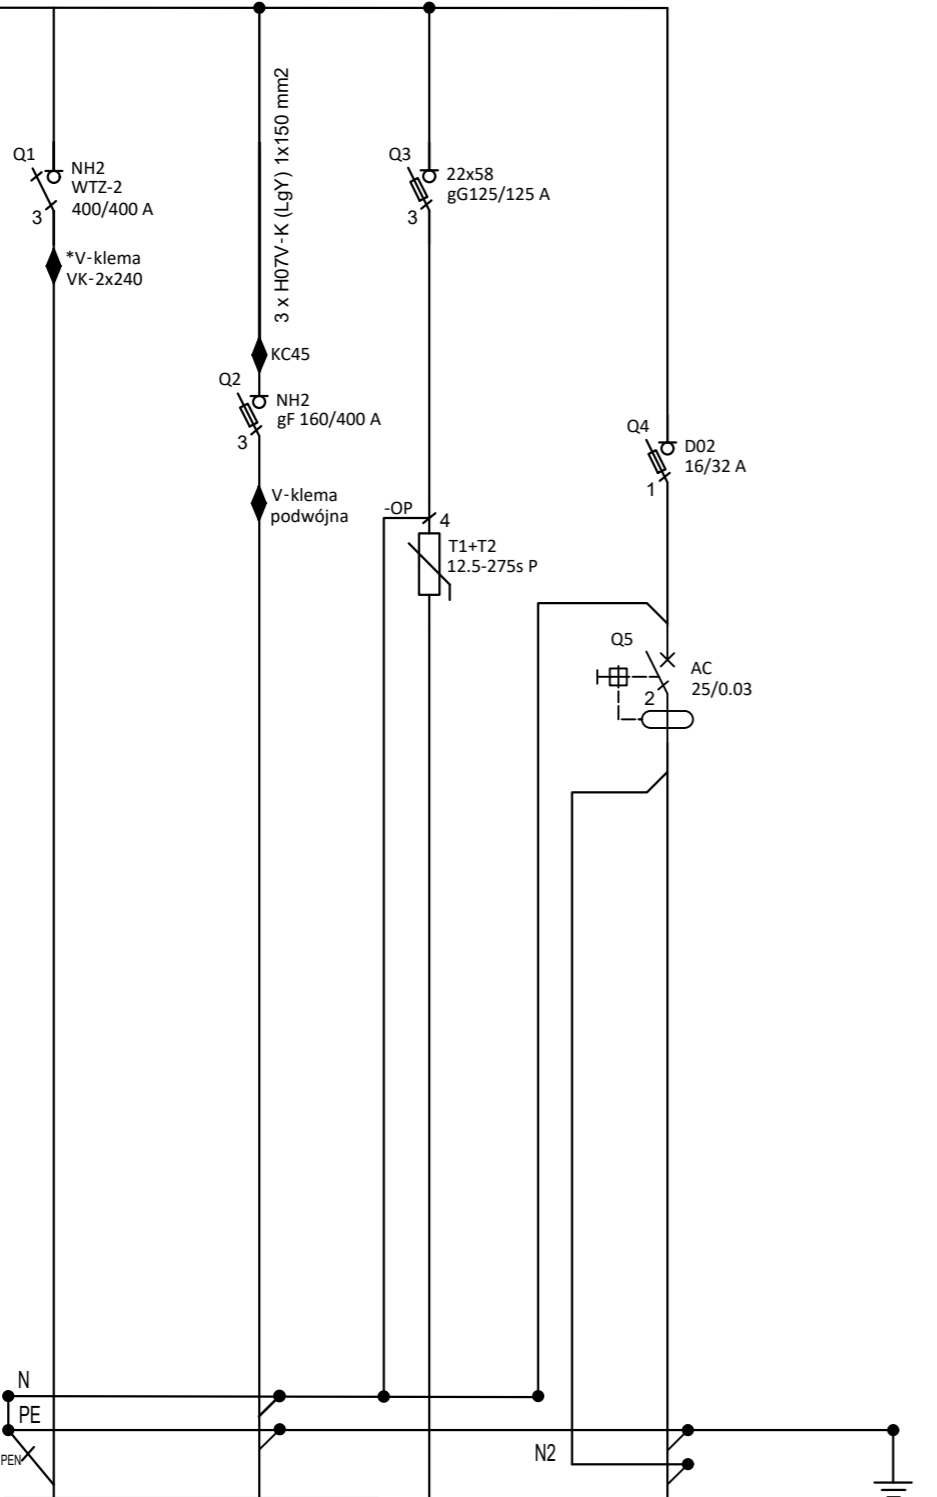 3 x H07V-K (LgY) 1x150 mm2
Q1
NH2
WTZ-2
400/400 A
3
*V-klema
VK-2x240
Q3
22x58
gG125/125 A
3
KC45
Q2
NH2
gF 160/400 A
3
V-klema
podwójna
Q4
D02
16/32 A
1
-OP
4
T1+T2
12.5-275s P
Q5
AC
25/0.03
2
N
PE
PEN
N2